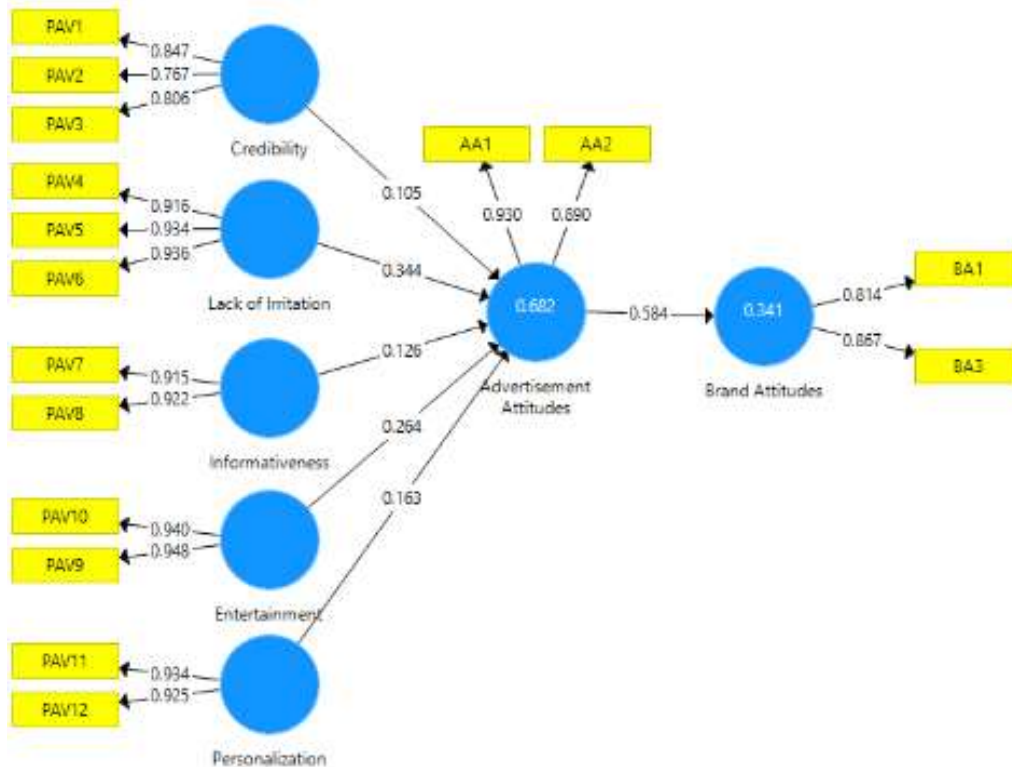 PAV1
0.847
PAV2
0.767
0.806
PAV3
Credibility
AA1
AA2
PAV4
0.916
0.105
0.930
0.890
PAV5
0.934
0.936
PAV6
0.344
Lack of Irritation
BA1
0.814
0.682
0.584
0.341
0.126
0.867
PAV7
0.915
BA3
PAV8
0.922
Advertisement
Attitudes
Brand Attitudes
0.264
Informativeness
0.163
PAV10
0.940
PAV9
0.948
Entertainment
PAV11
0.934
0.925
PAV12
Personalization